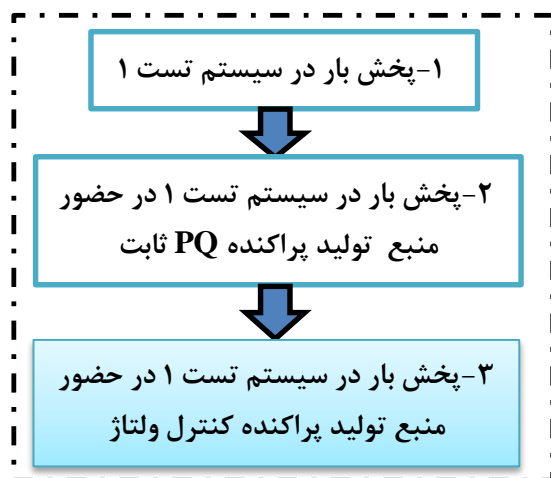 ۱-پخش بار در سیستم تست ۱
۲-پخش بار در سیستم تست ۱ در حضور
منبع تولید پراکنده PQ ثابت
۳-پخش بار در سیستم تست ۱ در حضور
منبع تولید پراکنده کنترل ولتاژ